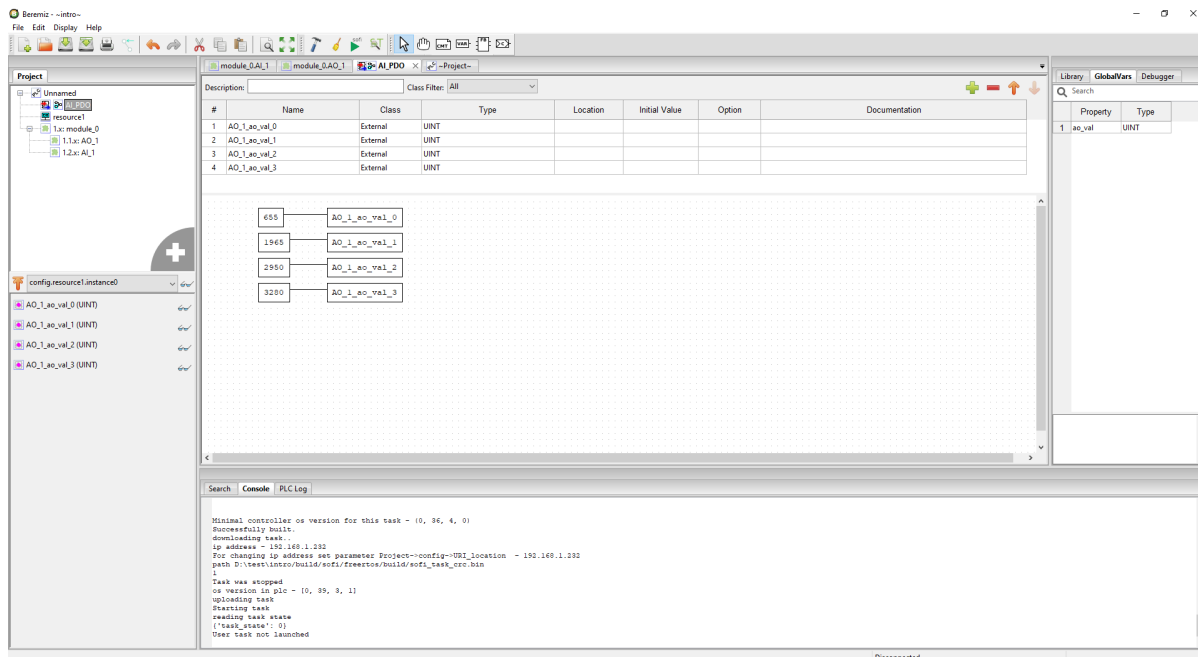 Beremiz - ~intro~
File Edit Display Help
Project
Unnamed
AI_PDO
resource1
1.x: module_0
1.1.x: AO_1
1.2.x: AI_1
config.resource1.instance0
AO_1_ao_val_0 (UINT)
AO_1_ao_val_1 (UINT)
AO_1_ao_val_2 (UINT)
AO_1_ao_val_3 (UINT)
module_0.AI_1 module_0.AO_1 AI_PDO ~Project~
Description: Class Filter: All
# Name Class Type Location Initial Value Option Documentation
1 AO_1_ao_val_0 External UINT
2 AO_1_ao_val_1 External UINT
3 AO_1_ao_val_2 External UINT
4 AO_1_ao_val_3 External UINT
655 AO_1_ao_val_0
1965 AO_1_ao_val_1
2950 AO_1_ao_val_2
3280 AO_1_ao_val_3
Search Console PLC Log
Minimal controller os version for this task - (0, 36, 4, 0)
Successfully built.
downloading task..
ip address - 192.168.1.232
For changing ip address set parameter Project->config->URI_location - 192.168.1.232
path D:\test\intro/build/sofi/freertos/build/sofi_task_crc.bin
1
Task was stopped
os version in plc - [0, 39, 3, 1]
uploading task
Starting task
reading task state
{'task_state': 0}
User task not launched
Library GlobalVars Debugger
Search
Property Type
1 ao_val UINT
Disconnected